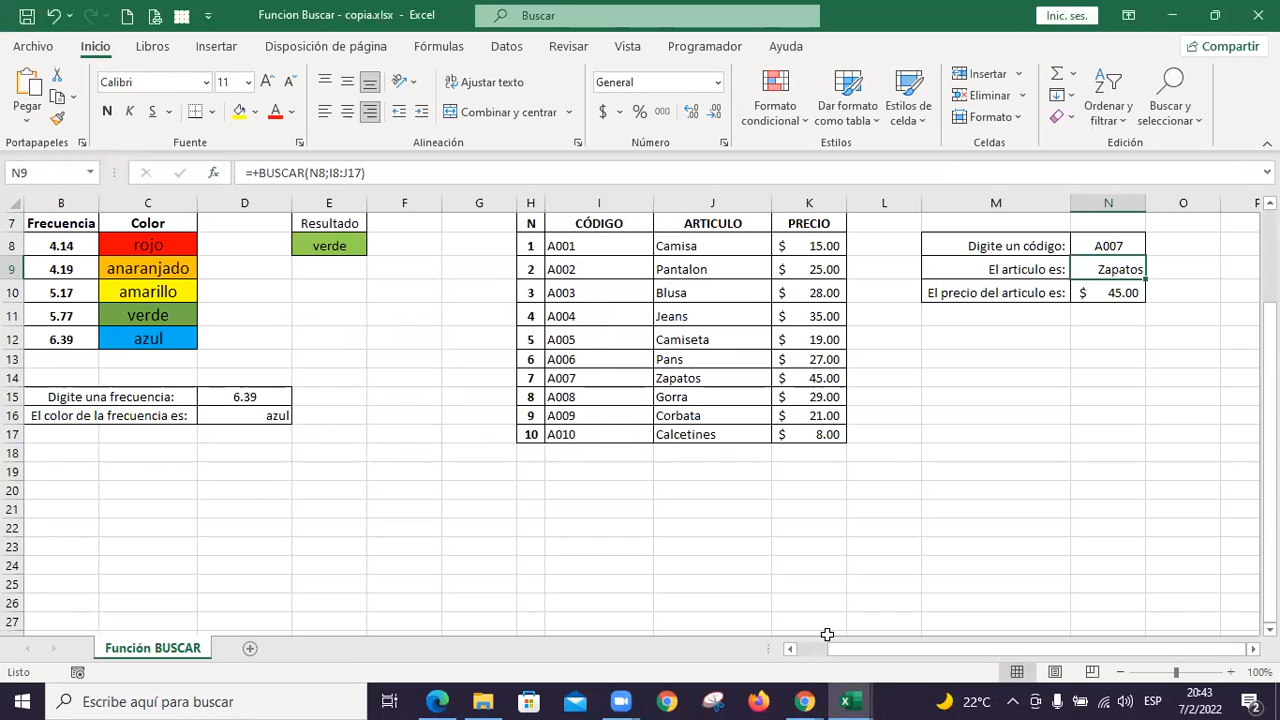 Funcion Buscar - copia.xlsx - Excel
Buscar
Inic. ses.
Archivo Inicio Libros Insertar Disposición de página Fórmulas Datos Revisar Vista Programador Ayuda Compartir
Pegar
Calibri 11
N K S
Ajustar texto
Combinar y centrar
General
$ % 000
Formato condicional
Dar formato como tabla
Estilos de celda
Insertar
Eliminar
Formato
Ordenar y filtrar
Buscar y seleccionar
Portapapeles Fuente Alineación Número Estilos Celdas Edición
N9 fx =+BUSCAR(N8;I8:J17)
B C D E F G H I J K L M N O P
7 Frecuencia Color Resultado N CÓDIGO ARTICULO PRECIO
8 4.14 rojo verde 1 A001 Camisa $ 15.00 Digite un código: A007
9 4.19 anaranjado 2 A002 Pantalon $ 25.00 El articulo es: Zapatos
10 5.17 amarillo 3 A003 Blusa $ 28.00 El precio del articulo es: $ 45.00
11 5.77 verde 4 A004 Jeans $ 35.00
12 6.39 azul 5 A005 Camiseta $ 19.00
13 6 A006 Pans $ 27.00
14 7 A007 Zapatos $ 45.00
15 Digite una frecuencia: 6.39 8 A008 Gorra $ 29.00
16 El color de la frecuencia es: azul 9 A009 Corbata $ 21.00
17 10 A010 Calcetines $ 8.00
18
19
20
21
22
23
24
25
26
27
Función BUSCAR
Listo
100%
Escribe aquí para buscar
22°C
ESP
20:43
7/2/2022
2